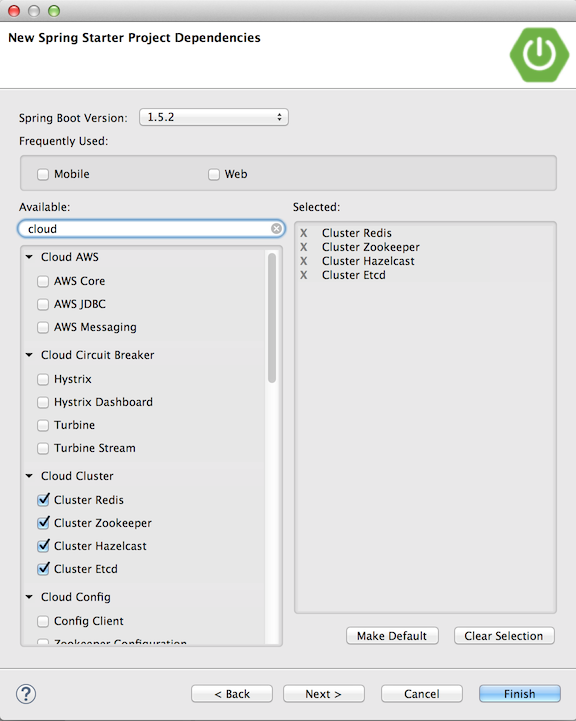 New Spring Starter Project Dependencies
Spring Boot Version: 1.5.2
Frequently Used:
Mobile Web
Available:
cloud
Cloud AWS
AWS Core
AWS JDBC
AWS Messaging
Cloud Circuit Breaker
Hystrix
Hystrix Dashboard
Turbine
Turbine Stream
Cloud Cluster
Cluster Redis
Cluster Zookeeper
Cluster Hazelcast
Cluster Etcd
Cloud Config
Config Client
Zookeeper Configuration
Selected:
X Cluster Redis
X Cluster Zookeeper
X Cluster Hazelcast
X Cluster Etcd
Make Default Clear Selection
? < Back Next > Cancel Finish